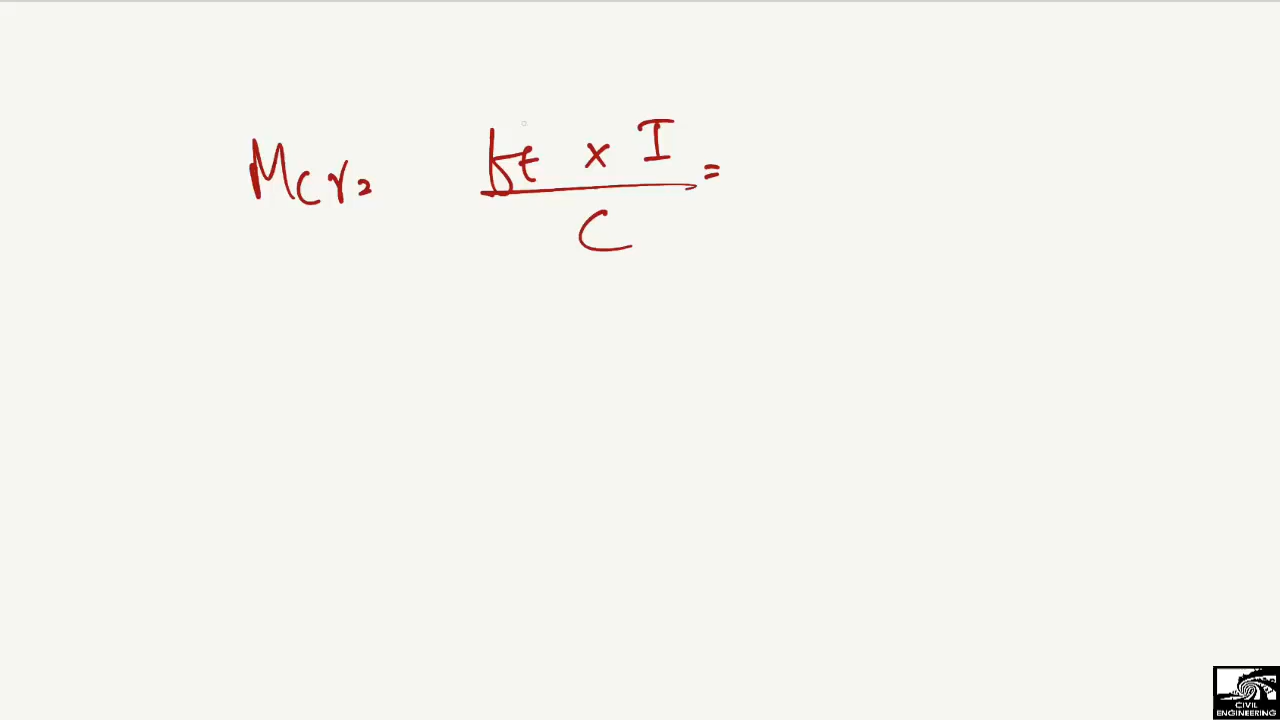 Mcr = ft × I =
C
CIVIL
ENGINEERING